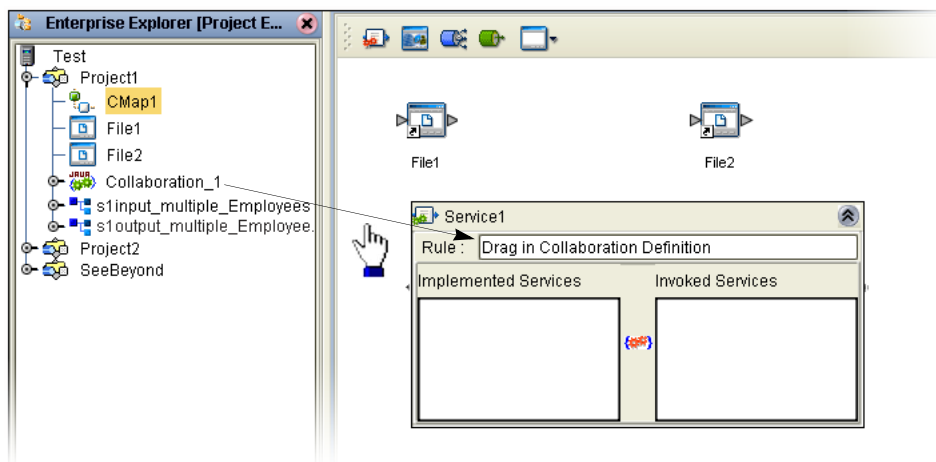 Enterprise Explorer [Project E...
Test
Project1
CMap1
File1
File2
JAVA
Collaboration_1
s1input_multiple_Employees
s1output_multiple_Employee.
Project2
SeeBeyond
File1
File2
Service1
Rule : Drag in Collaboration Definition
Implemented Services
Invoked Services